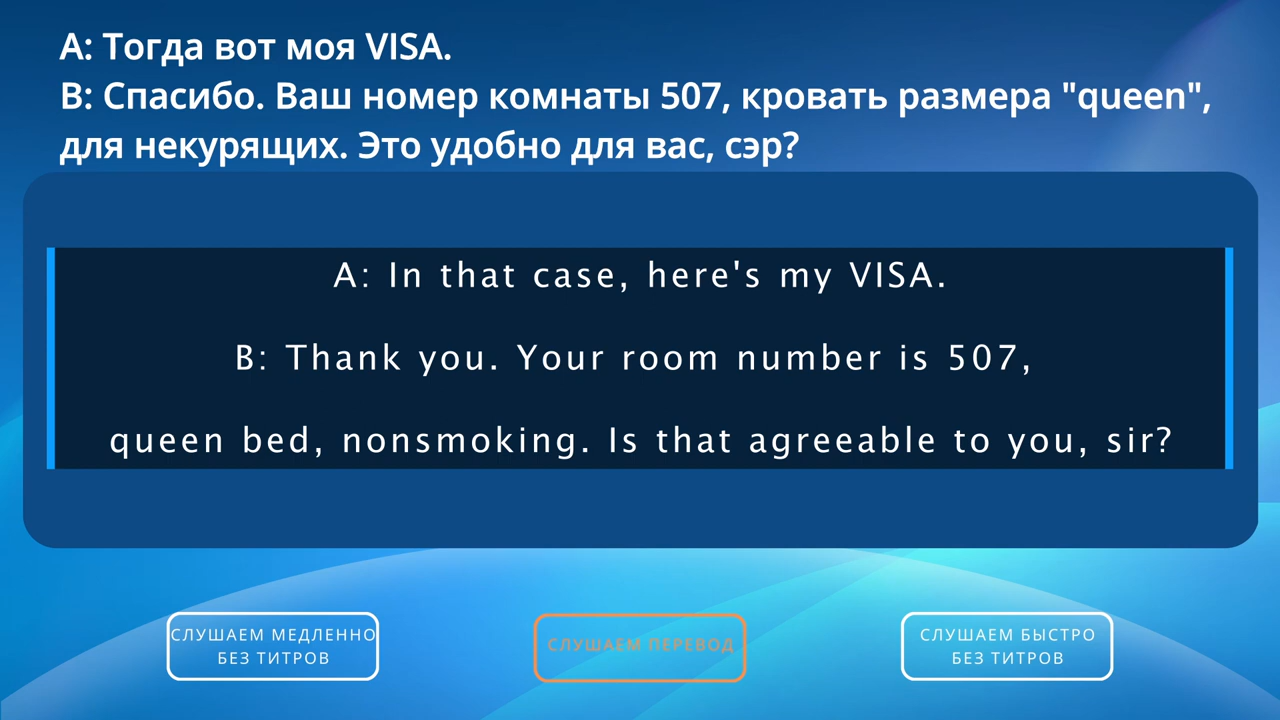 A: Тогда вот моя VISA.
B: Спасибо. Ваш номер комнаты 507, кровать размера "queen",
для некурящих. Это удобно для вас, сэр?
A: In that case, here's my VISA.
B: Thank you. Your room number is 507,
queen bed, nonsmoking. Is that agreeable to you, sir?
СЛУШАЕМ МЕДЛЕННО
БЕЗ ТИТРОВ
СЛУШАЕМ ПЕРЕВОД
СЛУШАЕМ БЫСТРО
БЕЗ ТИТРОВ